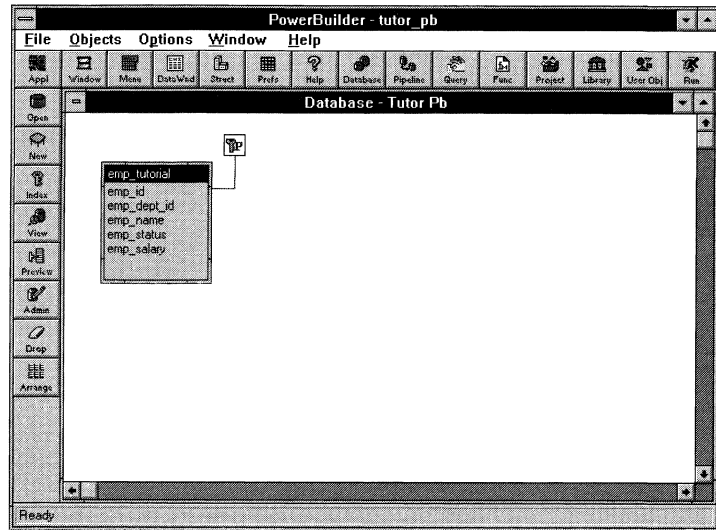 PowerBuilder - tutor_pb
File Objects Options Window Help
Appl Window Menu DataWnd Struct Prefs Help Database Pipeline Query Func Project Library User Obj Run
Database - Tutor Pb
Open
New
Index
View
Preview
Admin
Drop
Arrange
P
emp_tutorial
emp_id
emp_dept_id
emp_name
emp_status
emp_salary
Ready